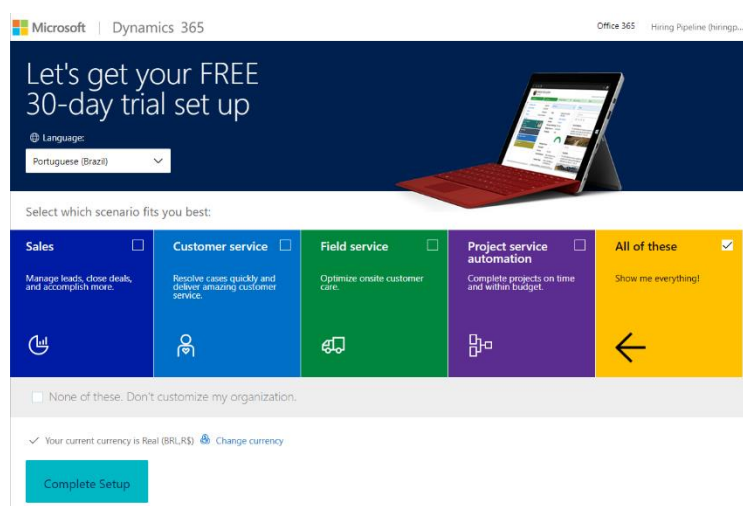 Microsoft | Dynamics 365
Office 365 Hiring Pipeline (hiringp...
Let's get your FREE
30-day trial set up
Language:
Portuguese (Brazil)
Select which scenario fits you best:
Sales
Manage leads, close deals,
and accomplish more.
Customer service
Resolve cases quickly and
deliver amazing customer
service.
Field service
Optimize onsite customer
care.
Project service
automation
Complete projects on time
and within budget.
All of these
Show me everything!
None of these. Don't customize my organization.
Your current currency is Real (BRL,R$) Change currency
Complete Setup